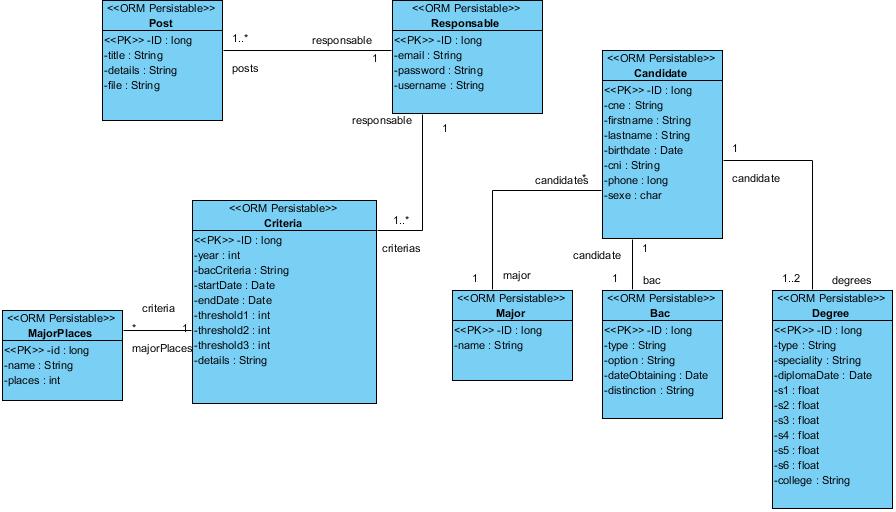 <<ORM Persistable>>
Post
<<PK>> -ID : long
-title : String
-details : String
-file : String
1..*
posts
responsable
1
<<ORM Persistable>>
Responsable
<<PK>> -ID : long
-email : String
-password : String
-username : String
responsable
1
1..*
criterias
<<ORM Persistable>>
Candidate
<<PK>> -ID : long
-cne : String
-firstname : String
-lastname : String
-birthdate : Date
-cni : String
-phone : long
-sexe : char
candidates
*
1
major
candidate
1
1
bac
1
candidate
1..2
degrees
<<ORM Persistable>>
Criteria
<<PK>> -ID : long
-year : int
-bacCriteria : String
-startDate : Date
-endDate : Date
-threshold1 : int
-threshold2 : int
-threshold3 : int
-details : String
criteria
1
*
majorPlaces
<<ORM Persistable>>
MajorPlaces
<<PK>> -id : long
-name : String
-places : int
<<ORM Persistable>>
Major
<<PK>> -ID : long
-name : String
<<ORM Persistable>>
Bac
<<PK>> -ID : long
-type : String
-option : String
-dateObtaining : Date
-distinction : String
<<ORM Persistable>>
Degree
<<PK>> -ID : long
-type : String
-speciality : String
-diplomaDate : Date
-s1 : float
-s2 : float
-s3 : float
-s4 : float
-s5 : float
-s6 : float
-college : String